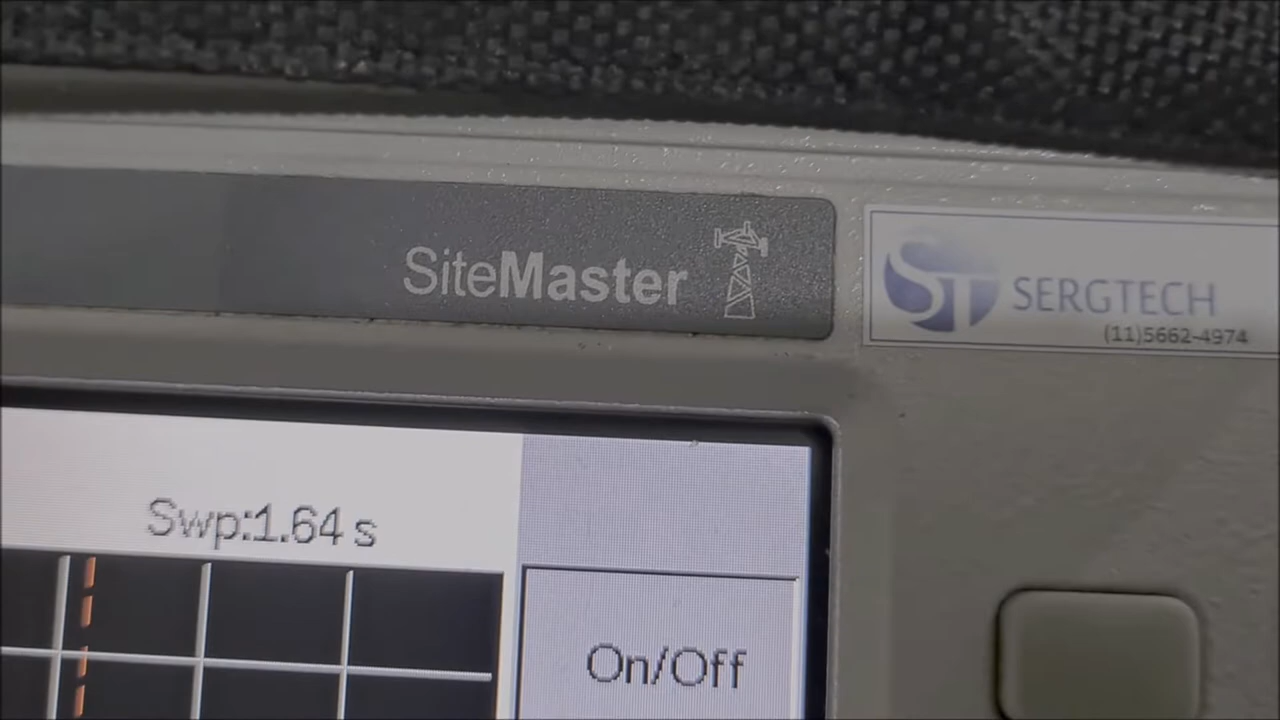 SiteMaster
ST SERGTECH
(11)5662-4974
Swp:1.64 s
On/Off